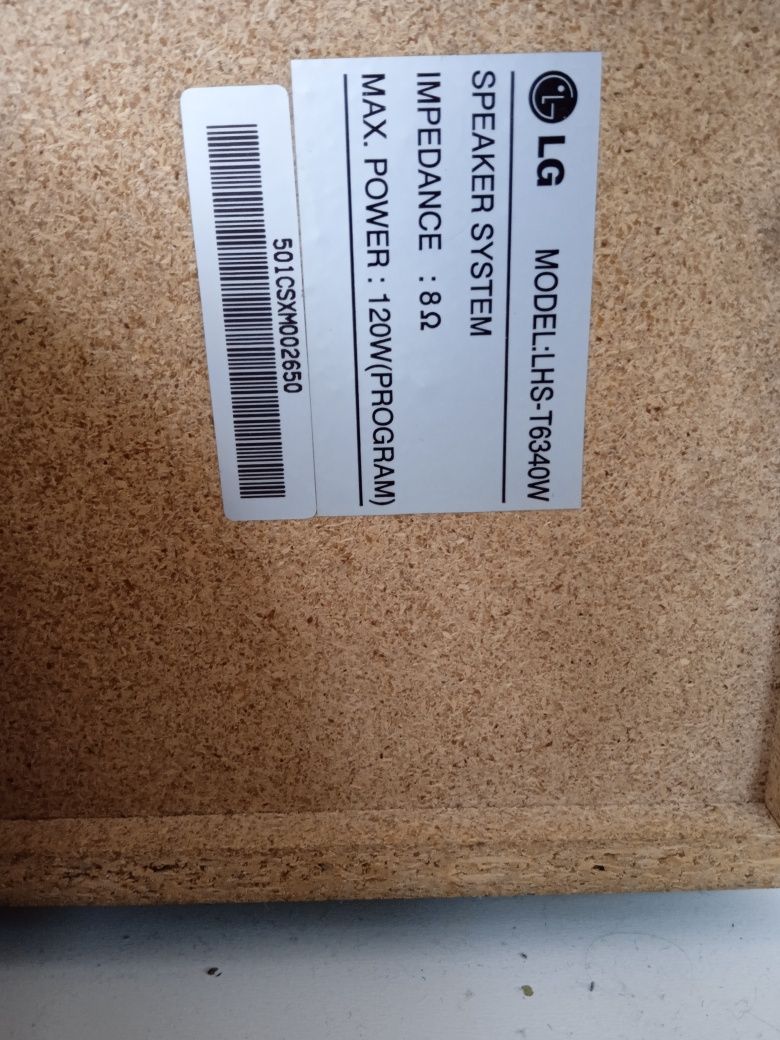 LG MODEL:LHS-T6340W
SPEAKER SYSTEM
IMPEDANCE : 8Ω
MAX. POWER : 120W(PROGRAM)
501CSXM002650